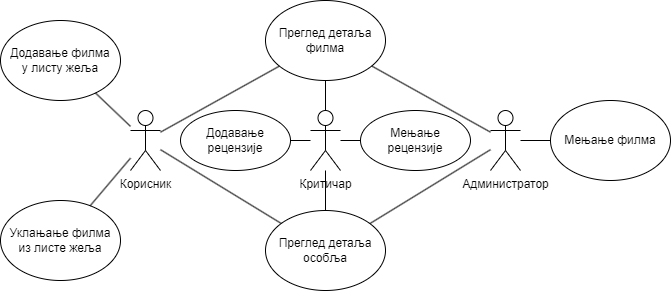 Преглед детаља
филма
Додавање филма
у листу жеља
Додавање
рецензије
Мењање
рецензије
Мењање филма
Корисник
Критичар
Администратор
Уклањање филма
из листе жеља
Преглед детаља
особља